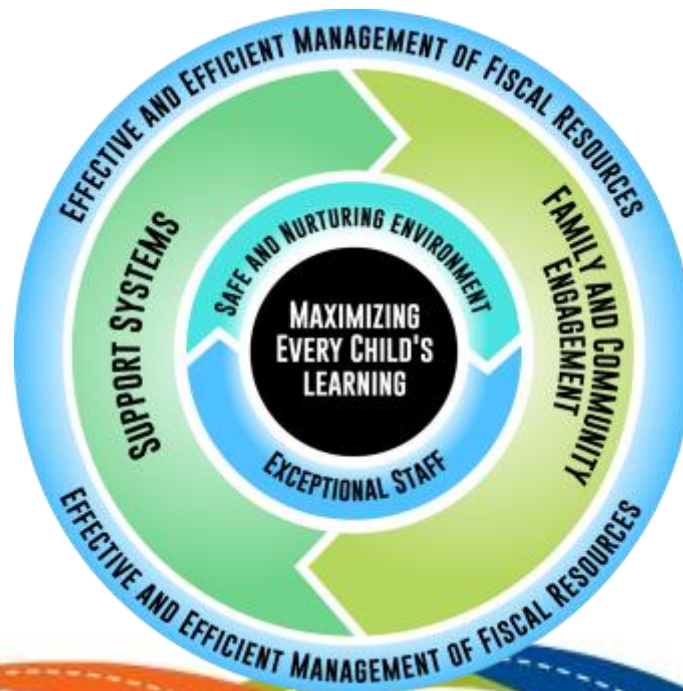 Effective and Efficient Management of Fiscal Resources
Support Systems
Family and Community
Engagement
Safe and Nurturing Environment
Maximizing
Every Child's
Learning
Exceptional Staff
Effective and Efficient Management of Fiscal Resources